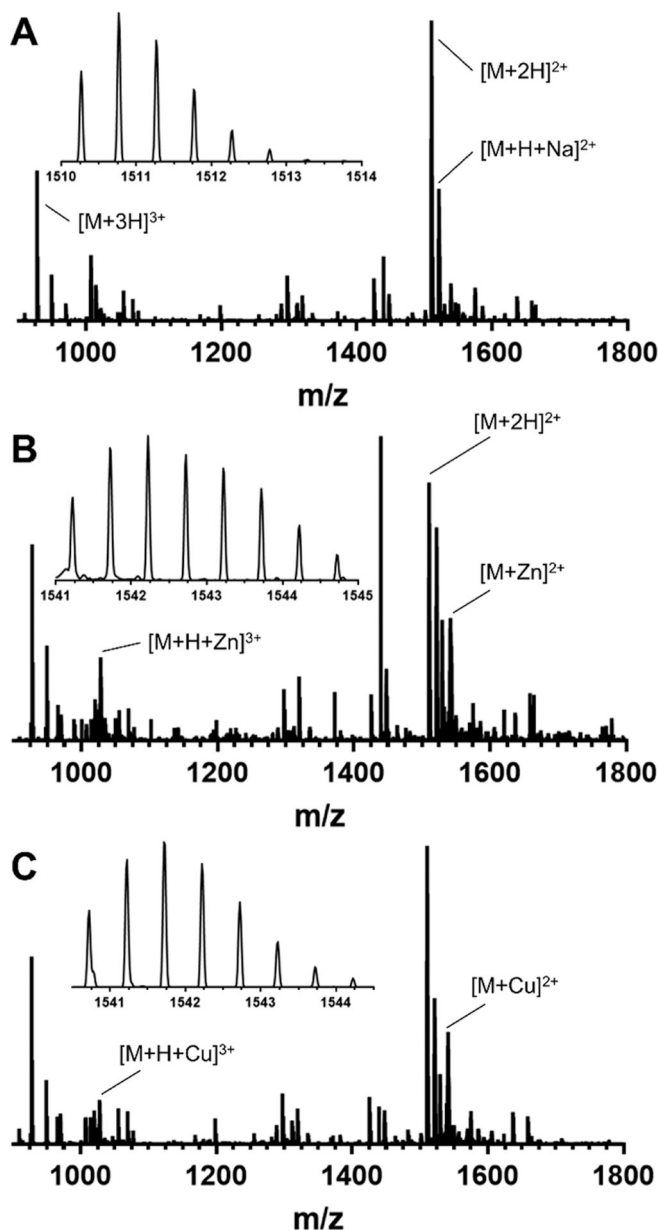 A
[M+2H]2+
[M+H+Na]2+
1510 1511 1512 1513 1514
[M+3H]3+
1000 1200 1400 1600 1800
m/z
B
[M+2H]2+
1541 1542 1543 1544 1545
[M+Zn]2+
[M+H+Zn]3+
1000 1200 1400 1600 1800
m/z
C
1541 1542 1543 1544
[M+Cu]2+
[M+H+Cu]3+
1000 1200 1400 1600 1800
m/z